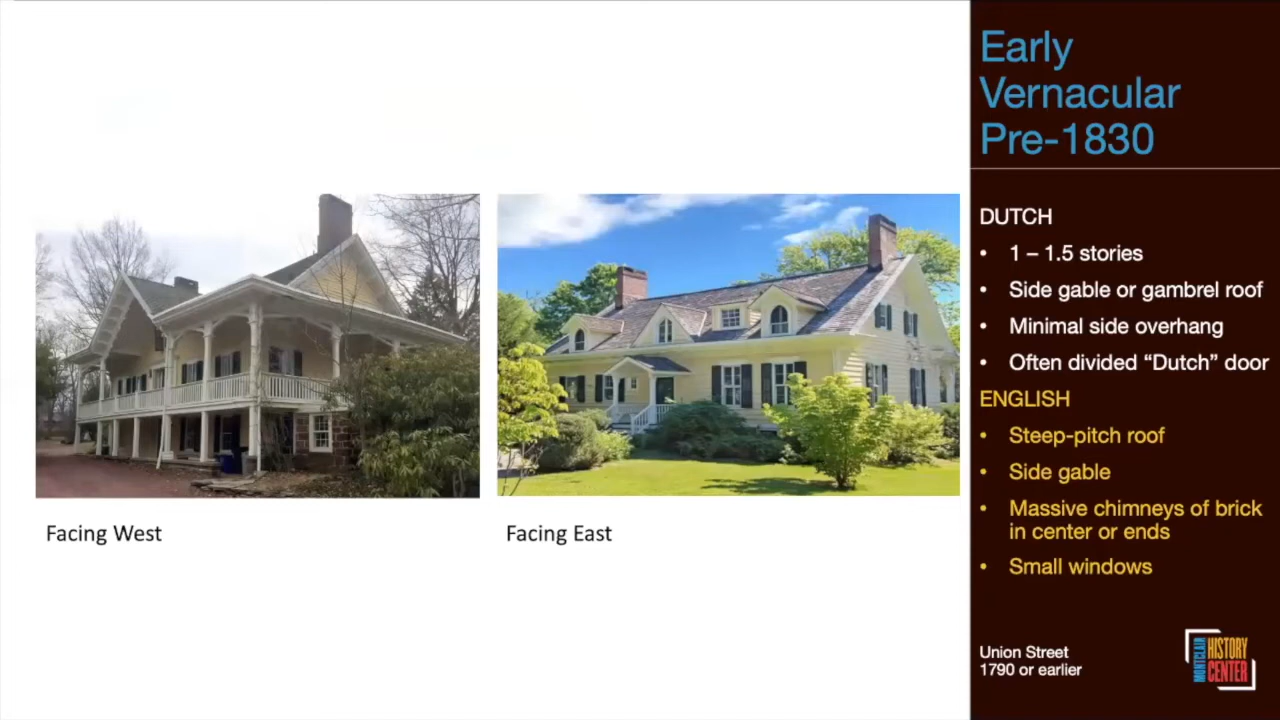 Early
Vernacular
Pre-1830
DUTCH
• 1 – 1.5 stories
• Side gable or gambrel roof
• Minimal side overhang
• Often divided “Dutch” door
ENGLISH
• Steep-pitch roof
• Side gable
• Massive chimneys of brick
in center or ends
• Small windows
Facing West
Facing East
Union Street
1790 or earlier
MONTCLAIR
HISTORY
CENTER